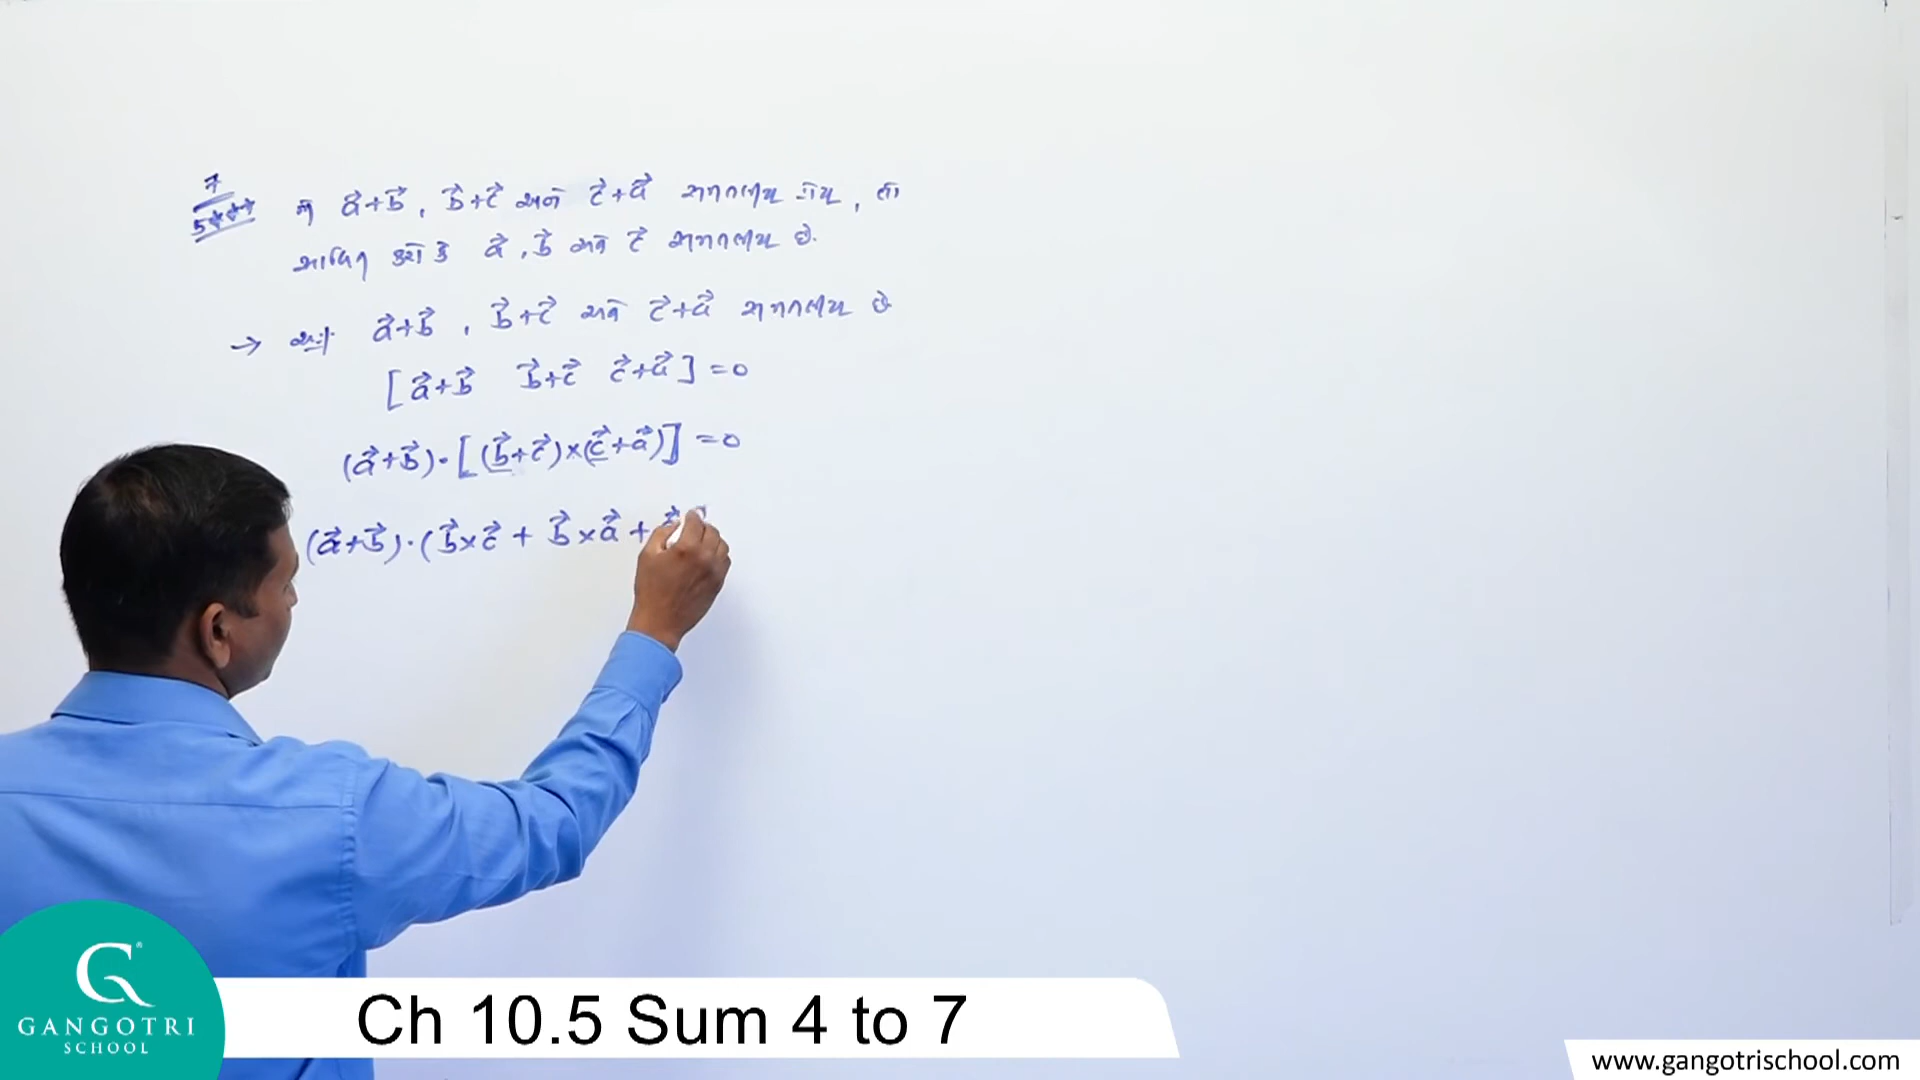 7
જો a⃗+b⃗, b⃗+c⃗ અને c⃗+a⃗ સમતલીય હોય, તો
સાબિત કરો કે a⃗, b⃗ અને c⃗ સમતલીય છે.
→ a⃗+b⃗, b⃗+c⃗ અને c⃗+a⃗ સમતલીય છે
[a⃗+b⃗ b⃗+c⃗ c⃗+a⃗] =0
(a⃗+b⃗)·[(b⃗+c⃗)×(c⃗+a⃗)] =0
(a⃗+b⃗)·(b⃗×c⃗ + b⃗×a⃗ +
GANGOTRI
SCHOOL
Ch 10.5 Sum 4 to 7
www.gangotrischool.com